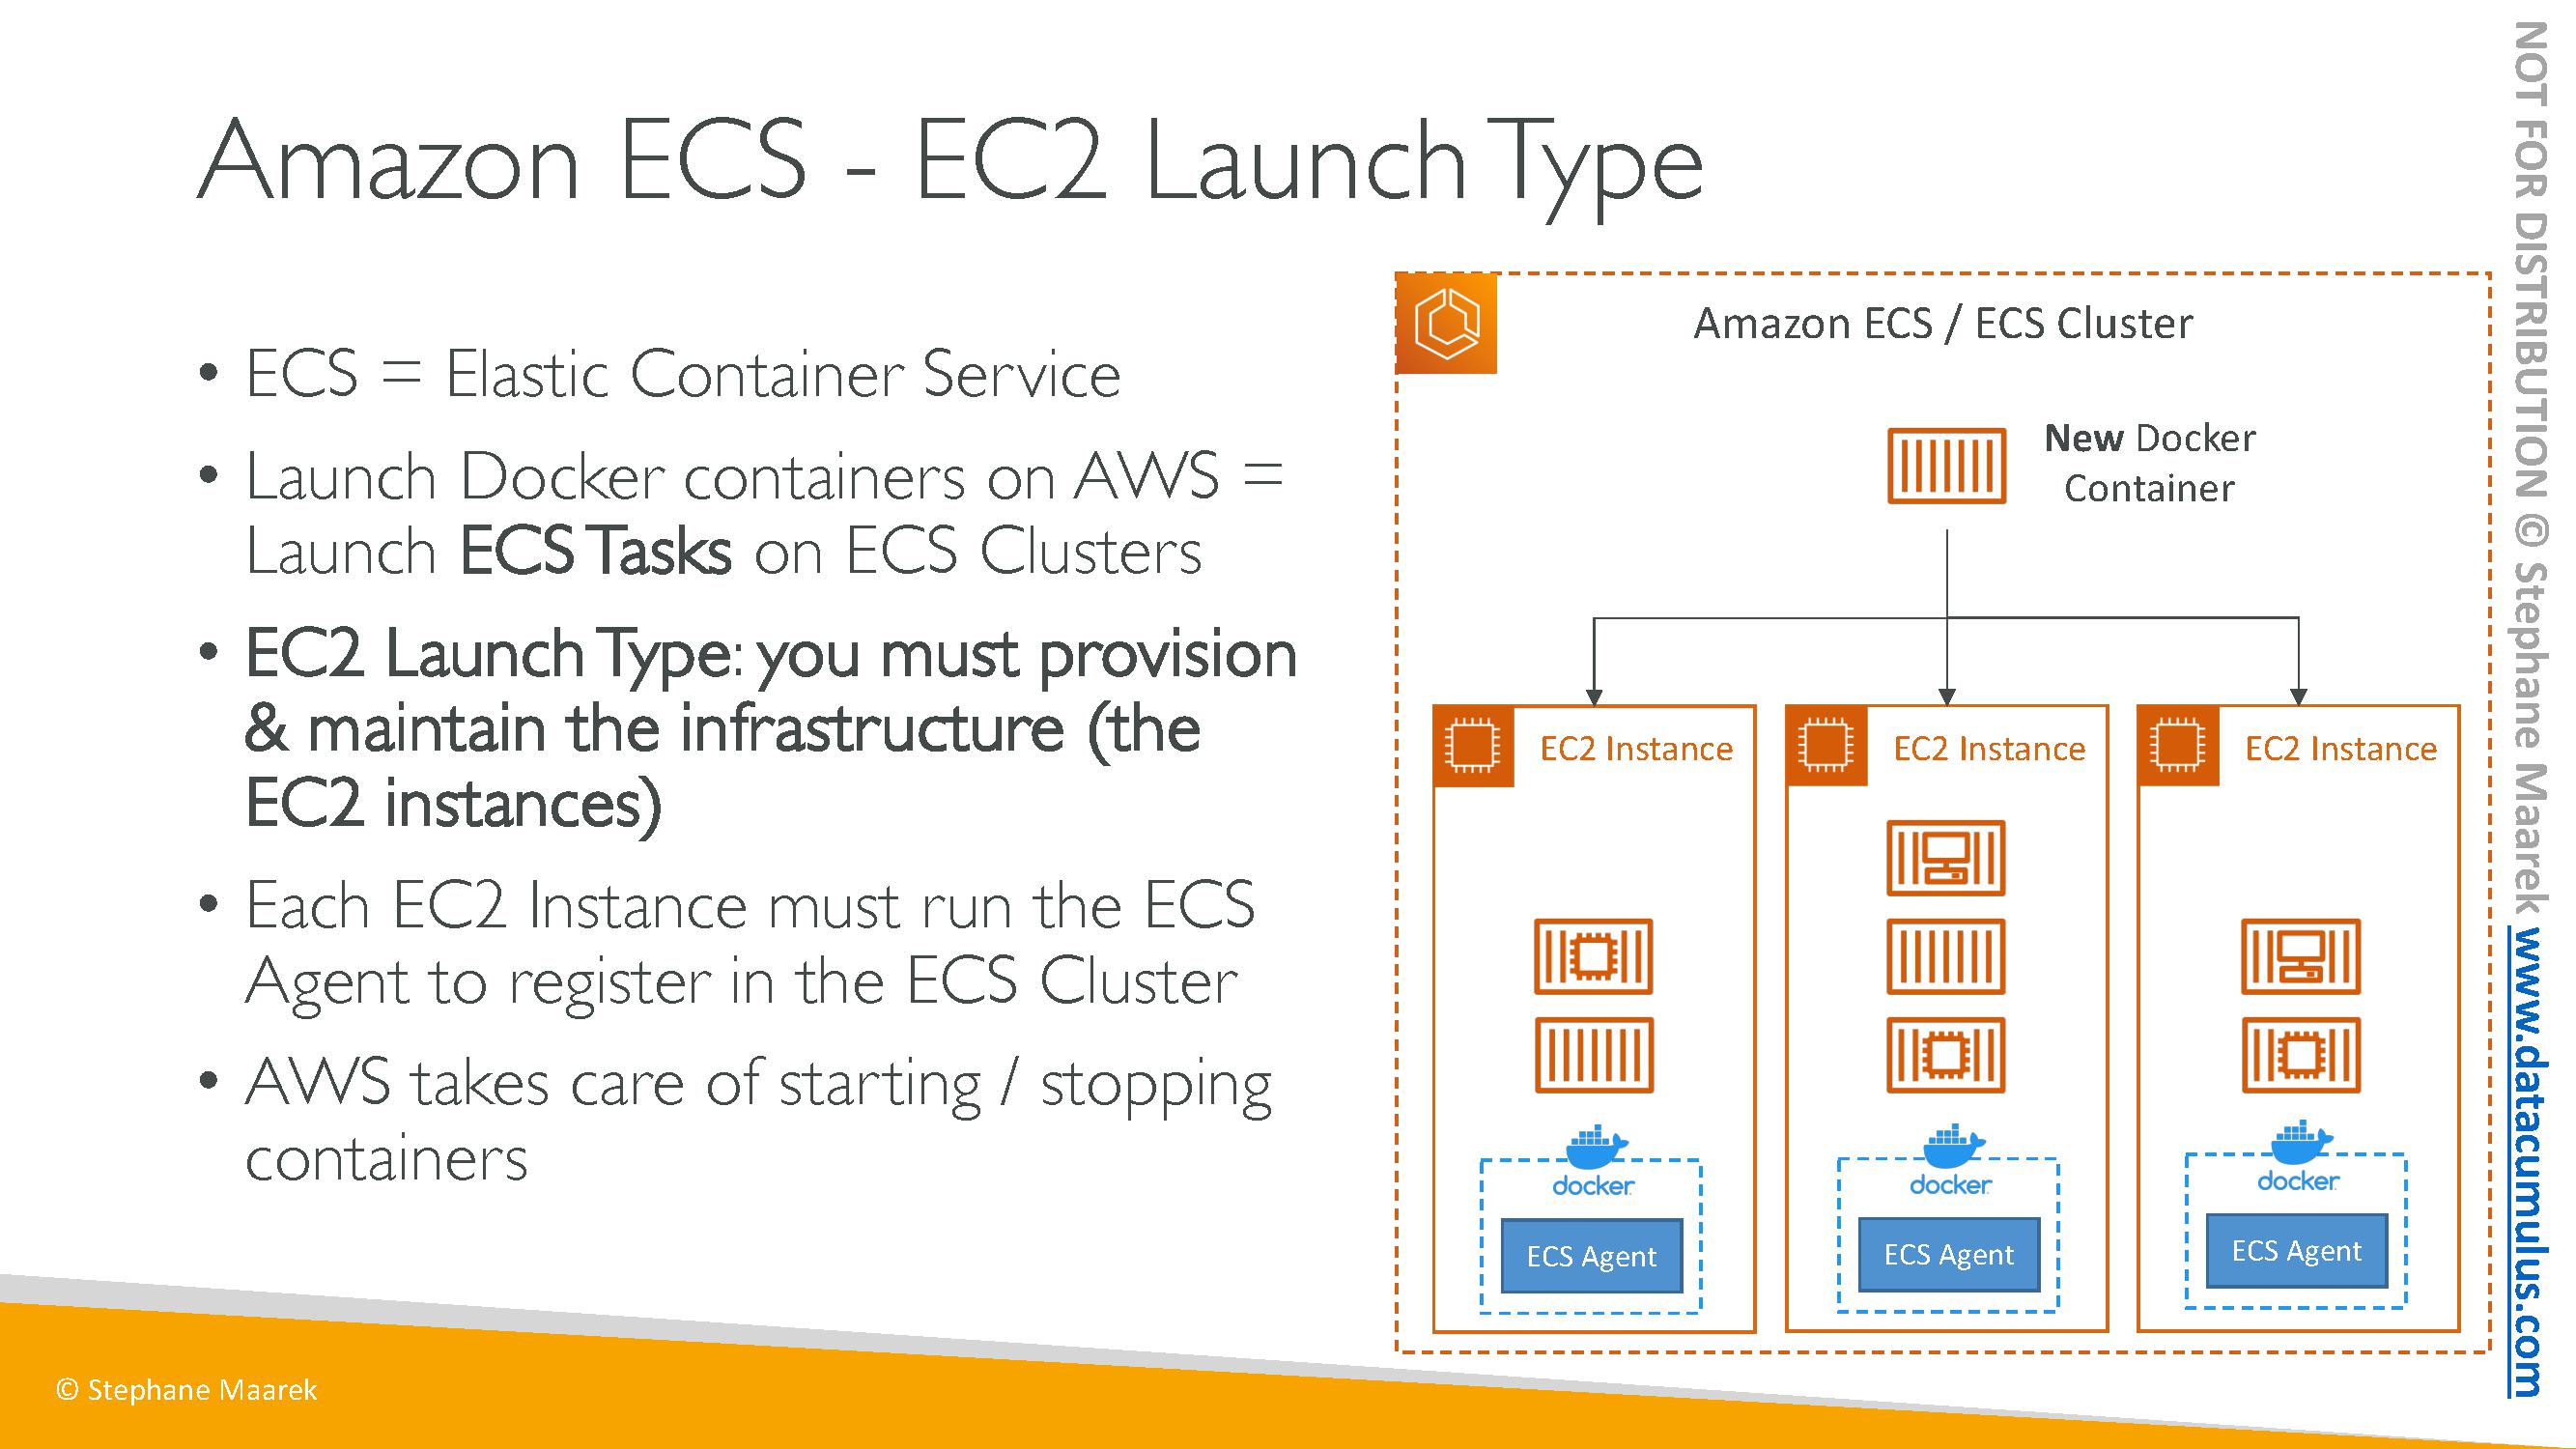 Amazon ECS - EC2 Launch Type
• ECS = Elastic Container Service
• Launch Docker containers on AWS =
Launch ECS Tasks on ECS Clusters
• EC2 Launch Type: you must provision
& maintain the infrastructure (the
EC2 instances)
• Each EC2 Instance must run the ECS
Agent to register in the ECS Cluster
• AWS takes care of starting / stopping
containers
Amazon ECS / ECS Cluster
New Docker
Container
EC2 Instance
EC2 Instance
EC2 Instance
docker
docker
docker
ECS Agent
ECS Agent
ECS Agent
© Stephane Maarek
NOT FOR DISTRIBUTION © Stephane Maarek www.datacumulus.com